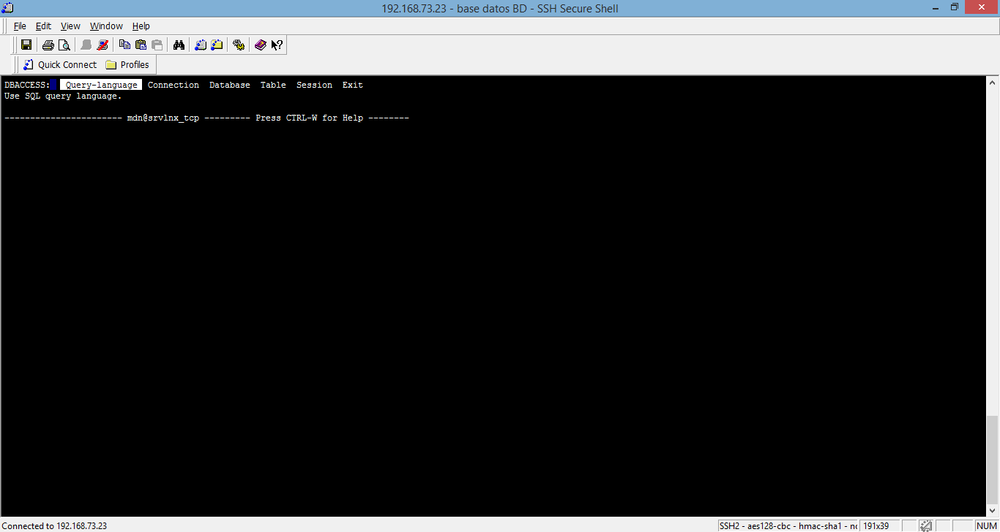 192.168.73.23 - base datos BD - SSH Secure Shell
File Edit View Window Help
Quick Connect Profiles
DBACCESS: Query-language Connection Database Table Session Exit
Use SQL query language.
----------------------- mdn@srvlnx_tcp --------- Press CTRL-W for Help --------
Connected to 192.168.73.23 SSH2 - aes128-cbc - hmac-sha1 - 191x39 NUM